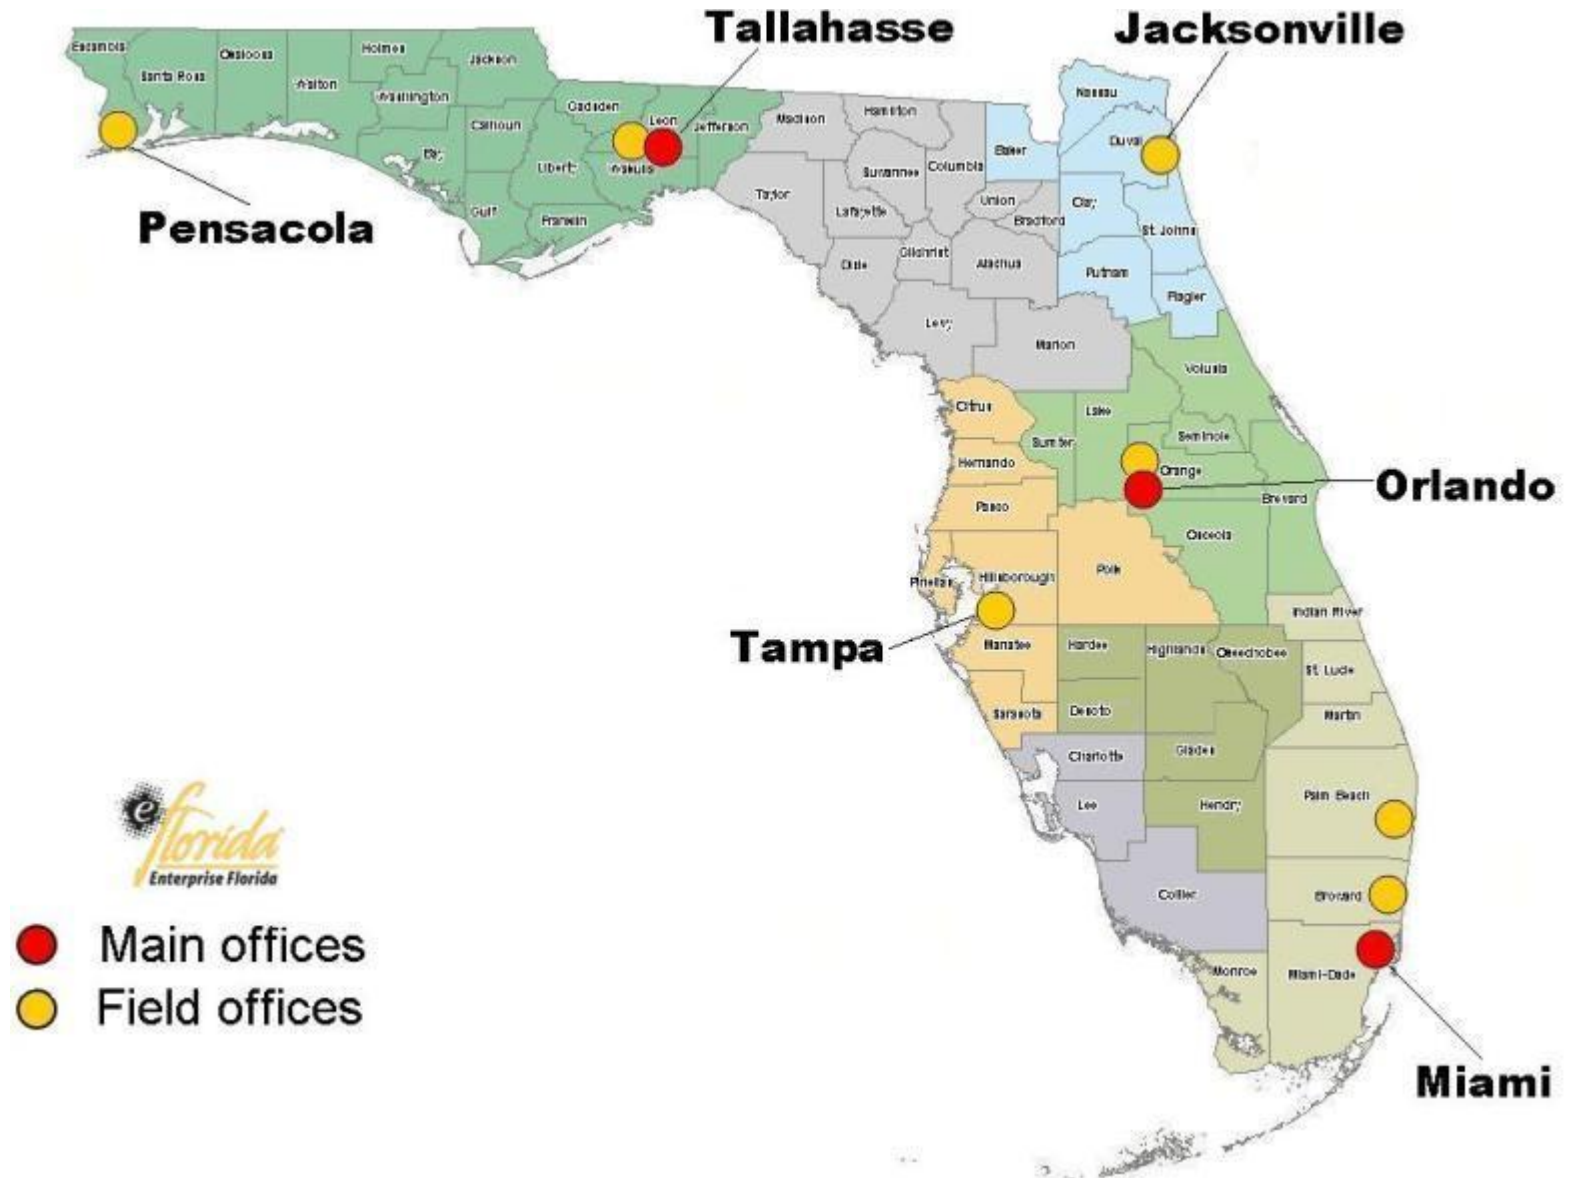 Tallahasse
Jacksonville
Escambia
Santa Rosa
Okaloosa
Walton
Holmes
Washington
Jackson
Bay
Calhoun
Gulf
Gadsden
Liberty
Franklin
Leon
Wakulla
Jefferson
Madison
Hamilton
Taylor
Suwannee
Lafayette
Columbia
Dixie
Gilchrist
Union
Bradford
Alachua
Levy
Marion
Baker
Nassau
Duval
Clay
St. Johns
Putnam
Flagler
Pensacola
Volusia
Citrus
Sumter
Lake
Seminole
Hernando
Orange
Orlando
Pasco
Brevard
Osceola
Polk
Pinellas
Hillsborough
Indian River
Tampa
Manatee
Hardee
Highlands
Okeechobee
St. Lucie
Sarasota
Desoto
Martin
Charlotte
Glades
Lee
Hendry
Palm Beach
Collier
Broward
Monroe
Miami-Dade
Miami
e florida
Enterprise Florida
Main offices
Field offices